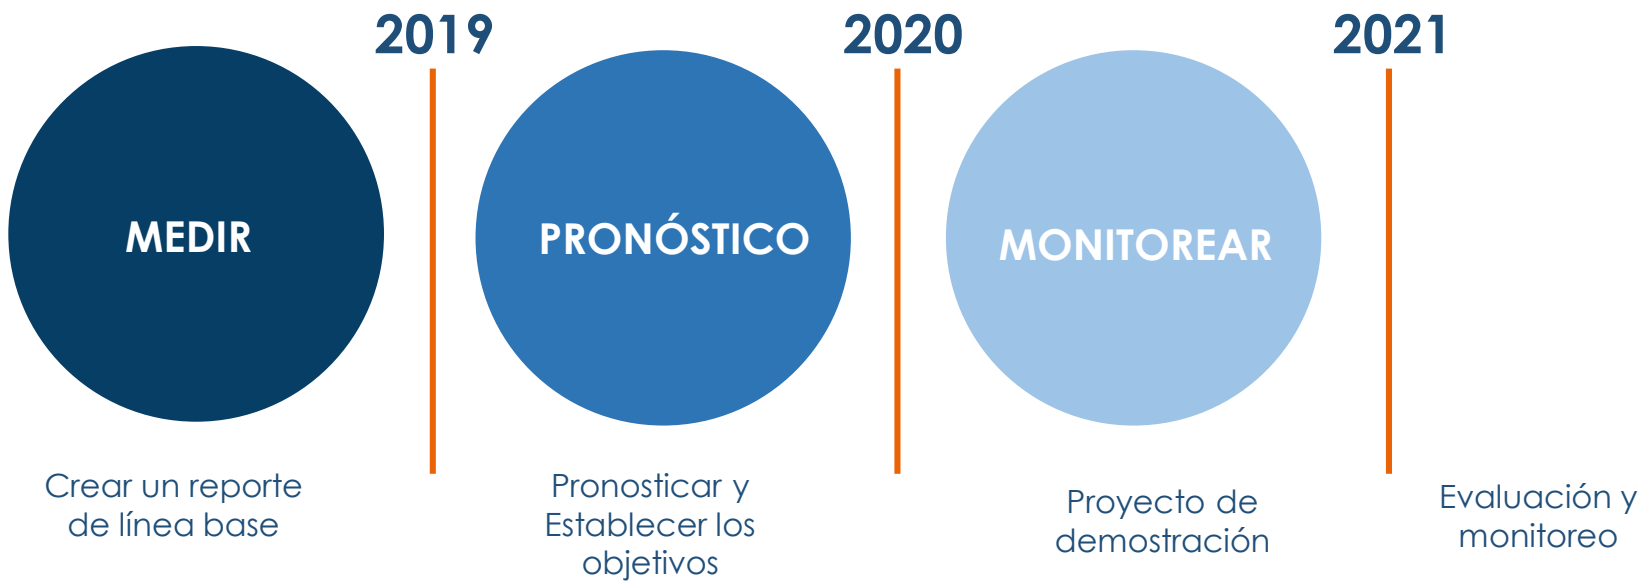 2019
2020
2021
MEDIR
PRONÓSTICO
MONITOREAR
Crear un reporte
de línea base
Pronosticar y
Establecer los
objetivos
Proyecto de
demostración
Evaluación y
monitoreo